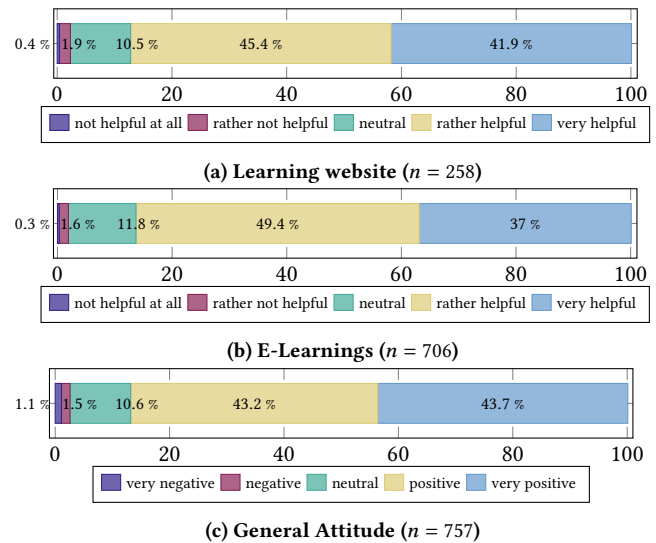 0.4 % 1.9 % 10.5 % 45.4 % 41.9 %
0 20 40 60 80 100
not helpful at all rather not helpful neutral rather helpful very helpful
(a) Learning website (n = 258)
0.3 % 1.6 % 11.8 % 49.4 % 37 %
0 20 40 60 80 100
not helpful at all rather not helpful neutral rather helpful very helpful
(b) E-Learnings (n = 706)
1.1 % 1.5 % 10.6 % 43.2 % 43.7 %
0 20 40 60 80 100
very negative negative neutral positive very positive
(c) General Attitude (n = 757)